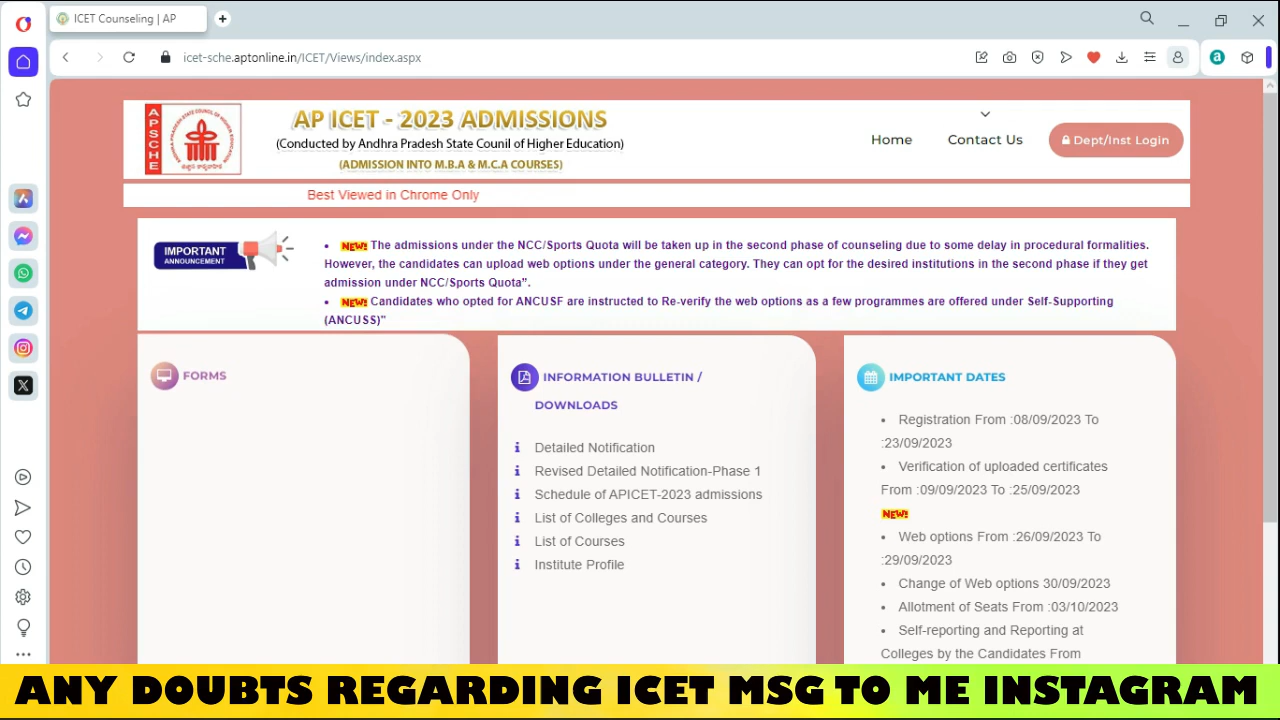 ICET Counseling | AP
icet-sche.aptonline.in/ICET/Views/index.aspx
APSCHE
AP ICET - 2023 ADMISSIONS
(Conducted by Andhra Pradesh State Counil of Higher Education)
(ADMISSION INTO M.B.A & M.C.A COURSES)
Home
Contact Us
Dept/Inst Login
Best Viewed in Chrome Only
IMPORTANT
ANNOUNCEMENT
• NEW! The admissions under the NCC/Sports Quota will be taken up in the second phase of counseling due to some delay in procedural formalities.
However, the candidates can upload web options under the general category. They can opt for the desired institutions in the second phase if they get
admission under NCC/Sports Quota”.
• NEW! Candidates who opted for ANCUSF are instructed to Re-verify the web options as a few programmes are offered under Self-Supporting
(ANCUSS)"
FORMS
INFORMATION BULLETIN /
DOWNLOADS
Detailed Notification
Revised Detailed Notification-Phase 1
Schedule of APICET-2023 admissions
List of Colleges and Courses
List of Courses
Institute Profile
IMPORTANT DATES
• Registration From :08/09/2023 To
:23/09/2023
• Verification of uploaded certificates
From :09/09/2023 To :25/09/2023
NEW!
• Web options From :26/09/2023 To
:29/09/2023
• Change of Web options 30/09/2023
• Allotment of Seats From :03/10/2023
• Self-reporting and Reporting at
Colleges by the Candidates From
ANY DOUBTS REGARDING ICET MSG TO ME INSTAGRAM